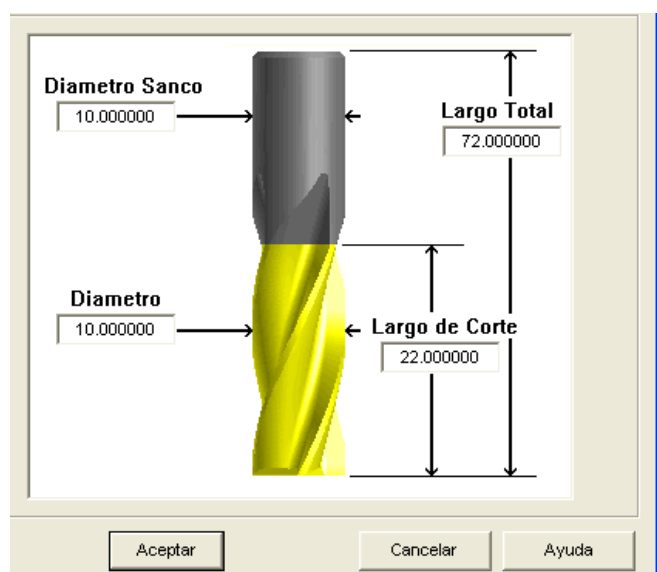 Diametro Sanco
10.000000
Largo Total
72.000000
Diametro
10.000000
Largo de Corte
22.000000
Aceptar
Cancelar
Ayuda